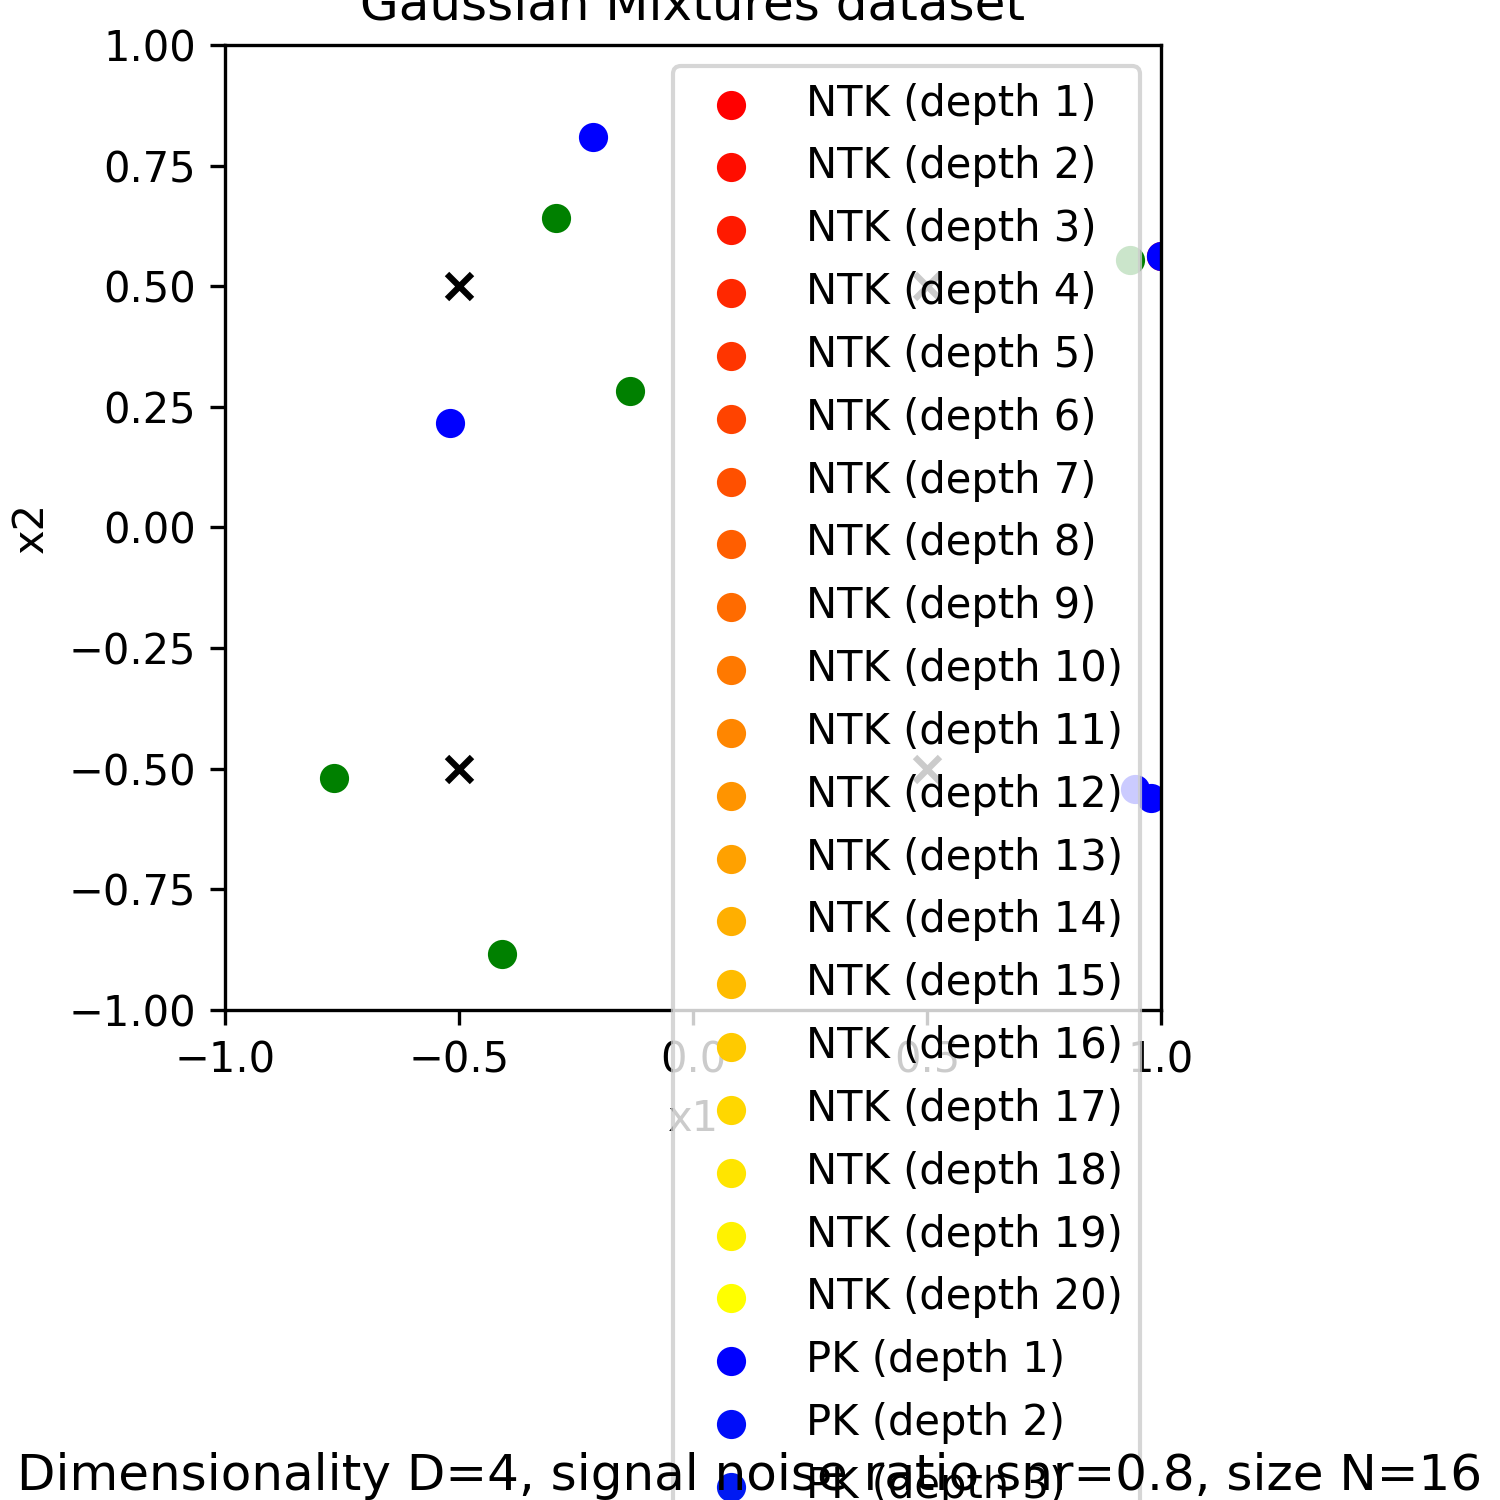 Gaussian Mixtures dataset
1.00
0.75
0.50
0.25
0.00
−0.25
−0.50
−0.75
−1.00
x2
−1.0
−0.5
0.0
0.5
1.0
x1
NTK (depth 1)
NTK (depth 2)
NTK (depth 3)
NTK (depth 4)
NTK (depth 5)
NTK (depth 6)
NTK (depth 7)
NTK (depth 8)
NTK (depth 9)
NTK (depth 10)
NTK (depth 11)
NTK (depth 12)
NTK (depth 13)
NTK (depth 14)
NTK (depth 15)
NTK (depth 16)
NTK (depth 17)
NTK (depth 18)
NTK (depth 19)
NTK (depth 20)
PK (depth 1)
PK (depth 2)
PK (depth 3)
Dimensionality D=4, signal noise ratio snr=0.8, size N=16